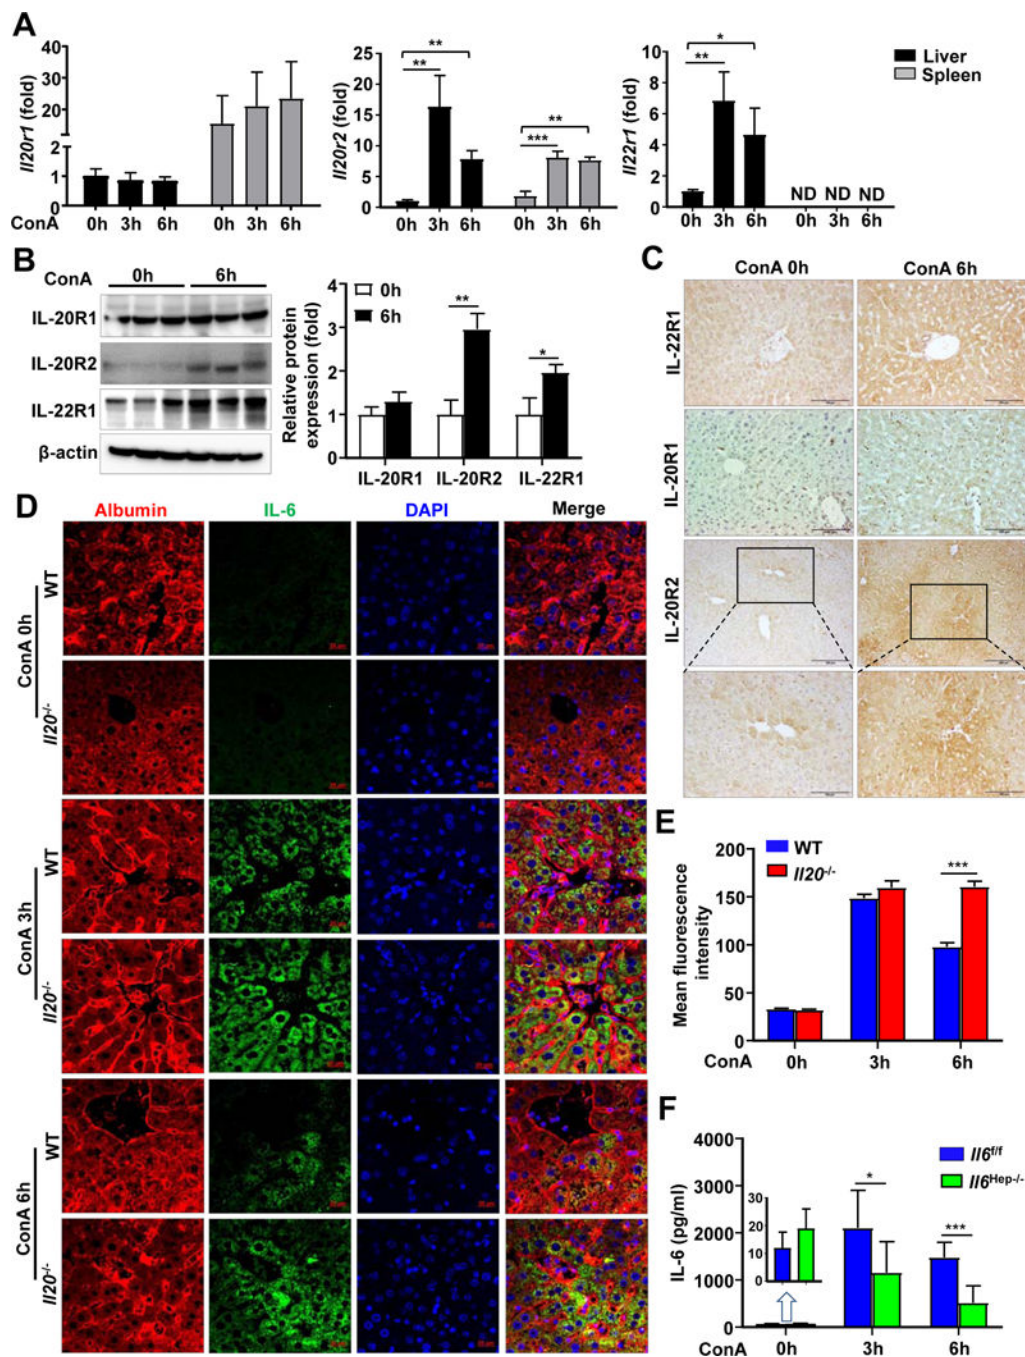 A
Il20r1 (fold)
40
30
20
10
2
1
0
ConA
0h 3h 6h
0h 3h 6h
Il20r2 (fold)
25
20
15
10
5
0
**
**
**
***
0h 3h 6h
0h 3h 6h
Il22r1 (fold)
10
8
6
4
2
0
*
**
ND ND ND
0h 3h 6h
0h 3h 6h
Liver
Spleen
B
ConA 0h 6h
IL-20R1
IL-20R2
IL-22R1
β-actin
Relative protein
expression (fold)
4
3
2
1
0
0h
6h
**
*
IL-20R1 IL-20R2 IL-22R1
C
ConA 0h ConA 6h
IL-22R1
IL-20R1
IL-20R2
D
Albumin IL-6 DAPI Merge
ConA 0h
WT
Il20-/-
ConA 3h
WT
Il20-/-
ConA 6h
WT
Il20-/-
E
WT
Il20-/-
Mean fluorescence
intensity
200
150
100
50
0
***
ConA 0h 3h 6h
F
Il6f/f
Il6Hep-/-
IL-6 (pg/ml)
4000
3000
2000
1000
0
30
20
10
0
*
***
ConA 0h 3h 6h